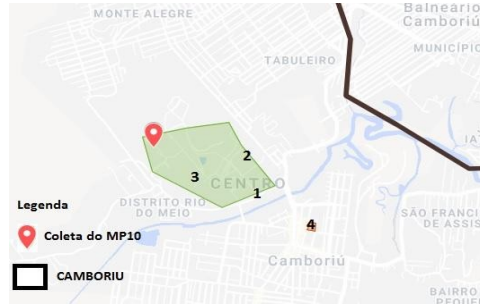 MONTE ALEGRE
Balneário
Camboriú
MUNICÍPIO
TABULEIRO
2
3
CENTRO
1
DISTRITO RIO
DO MEIO
4
SÃO FRANCI
DE ASSIS
Camboriú
BAIRRO
Legenda
Coleta do MP10
CAMBORIU